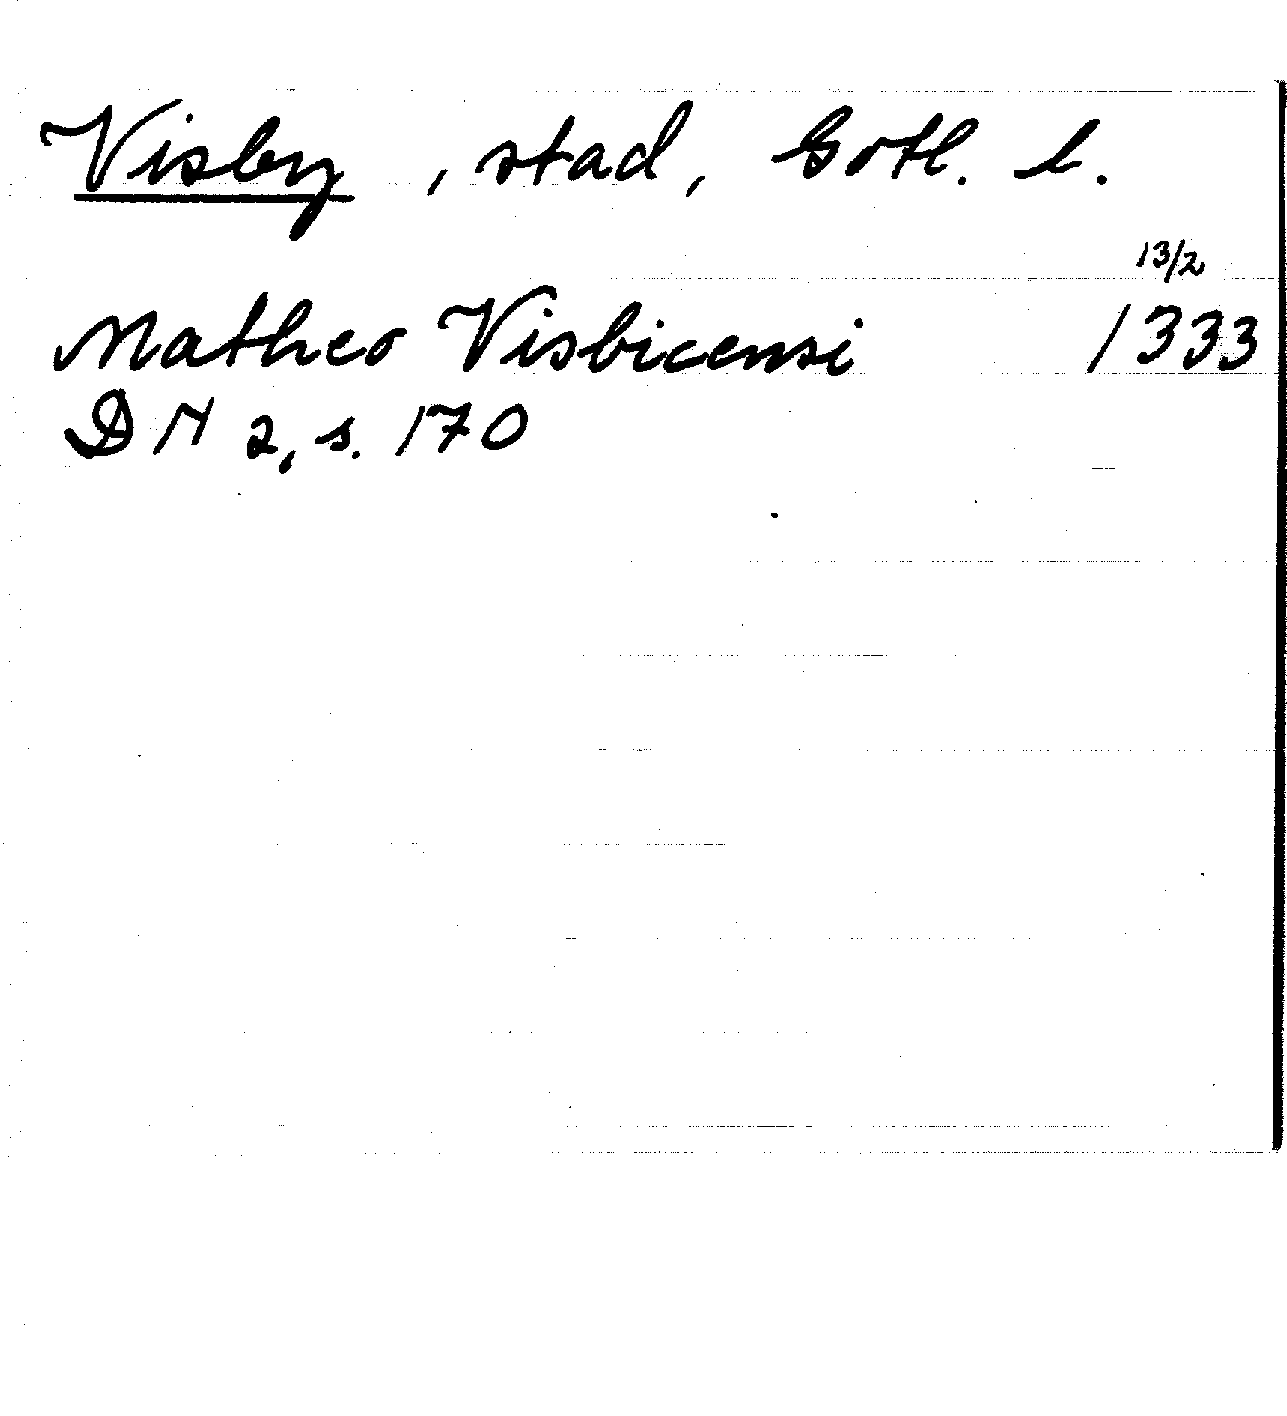 Visby, stad, Gotl. l.
13/2
Matheo Visbicensi 1333
DN 2, s. 170